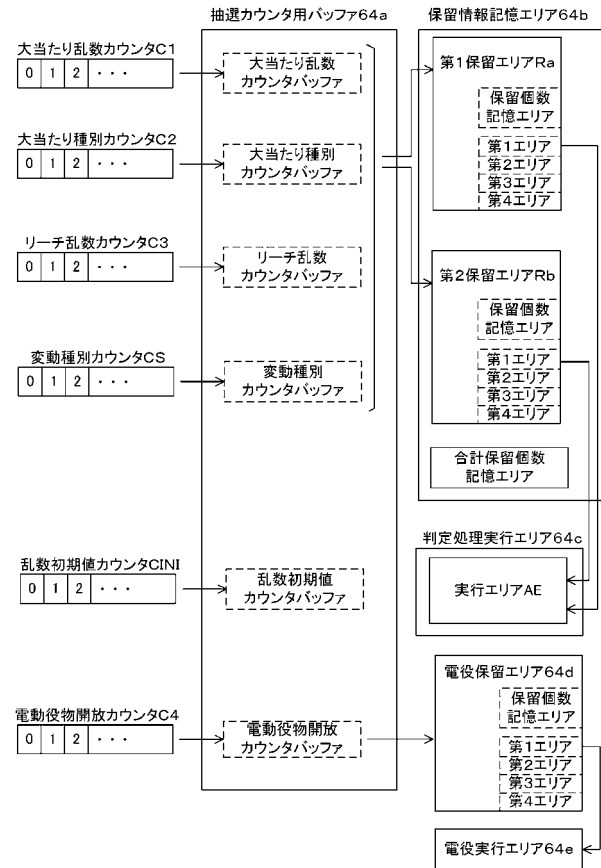 抽選カウンタ用バッファ64a
保留情報記憶エリア64b
大当たり乱数カウンタC1
0 1 2 ・・・
大当たり乱数
カウンタバッファ
大当たり種別カウンタC2
0 1 2 ・・・
大当たり種別
カウンタバッファ
リーチ乱数カウンタC3
0 1 2 ・・・
リーチ乱数
カウンタバッファ
変動種別カウンタCS
0 1 2 ・・・
変動種別
カウンタバッファ
乱数初期値カウンタCINI
0 1 2 ・・・
乱数初期値
カウンタバッファ
電動役物開放カウンタC4
0 1 2 ・・・
電動役物開放
カウンタバッファ
第1保留エリアRa
保留個数
記憶エリア
第1エリア
第2エリア
第3エリア
第4エリア
第2保留エリアRb
保留個数
記憶エリア
第1エリア
第2エリア
第3エリア
第4エリア
合計保留個数
記憶エリア
判定処理実行エリア64c
実行エリアAE
電役保留エリア64d
保留個数
記憶エリア
第1エリア
第2エリア
第3エリア
第4エリア
電役実行エリア64e